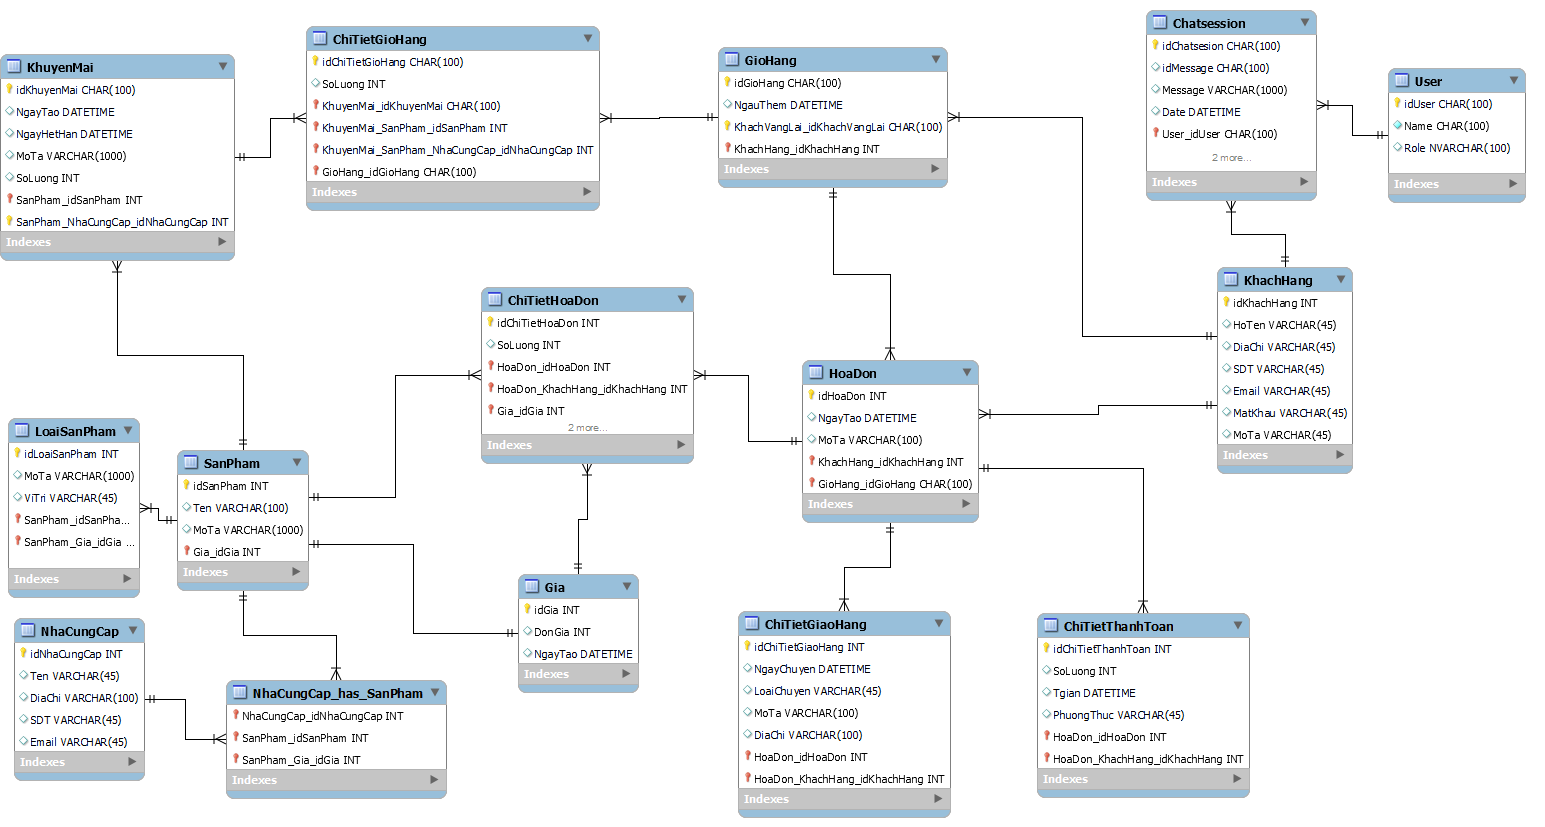 KhuyenMai
idKhuyenMai CHAR(100)
NgayTao DATETIME
NgayHetHan DATETIME
MoTa VARCHAR(1000)
SoLuong INT
SanPham_idSanPham INT
SanPham_NhaCungCap_idNhaCungCap INT
Indexes
ChiTietGioHang
idChiTietGioHang CHAR(100)
SoLuong INT
KhuyenMai_idKhuyenMai CHAR(100)
KhuyenMai_SanPham_idSanPham INT
KhuyenMai_SanPham_NhaCungCap_idNhaCungCap INT
GioHang_idGioHang CHAR(100)
Indexes
GioHang
idGioHang CHAR(100)
NgauThem DATETIME
KhachVangLai_idKhachVangLai CHAR(100)
KhachHang_idKhachHang INT
Indexes
Chatsession
idChatsesion CHAR(100)
idMessage CHAR(100)
Message VARCHAR(1000)
Date DATETIME
User_idUser CHAR(100)
2 more...
Indexes
User
idUser CHAR(100)
Name CHAR(100)
Role NVARCHAR(100)
Indexes
KhachHang
idKhachHang INT
HoTen VARCHAR(45)
DiaChi VARCHAR(45)
SDT VARCHAR(45)
Email VARCHAR(45)
MatKhau VARCHAR(45)
MoTa VARCHAR(45)
Indexes
ChiTietHoaDon
idChiTietHoaDon INT
SoLuong INT
HoaDon_idHoaDon INT
HoaDon_KhachHang_idKhachHang INT
Gia_idGia INT
2 more...
Indexes
HoaDon
idHoaDon INT
NgayTao DATETIME
MoTa VARCHAR(100)
KhachHang_idKhachHang INT
GioHang_idGioHang CHAR(100)
Indexes
LoaiSanPham
idLoaiSanPham INT
MoTa VARCHAR(1000)
ViTri VARCHAR(45)
SanPham_idSanPha...
SanPham_Gia_idGia ...
Indexes
SanPham
idSanPham INT
Ten VARCHAR(100)
MoTa VARCHAR(1000)
Gia_idGia INT
Indexes
Gia
idGia INT
DonGia INT
NgayTao DATETIME
Indexes
NhaCungCap
idNhaCungCap INT
Ten VARCHAR(45)
DiaChi VARCHAR(100)
SDT VARCHAR(45)
Email VARCHAR(45)
Indexes
NhaCungCap_has_SanPham
NhaCungCap_idNhaCungCap INT
SanPham_idSanPham INT
SanPham_Gia_idGia INT
Indexes
ChiTietGiaoHang
idChiTietGiaoHang INT
NgayChuyen DATETIME
LoaiChuyen VARCHAR(45)
MoTa VARCHAR(100)
DiaChi VARCHAR(100)
HoaDon_idHoaDon INT
HoaDon_KhachHang_idKhachHang INT
Indexes
ChiTietThanhToan
idChiTietThanhToan INT
SoLuong INT
Tgian DATETIME
PhuongThuc VARCHAR(45)
HoaDon_idHoaDon INT
HoaDon_KhachHang_idKhachHang INT
Indexes